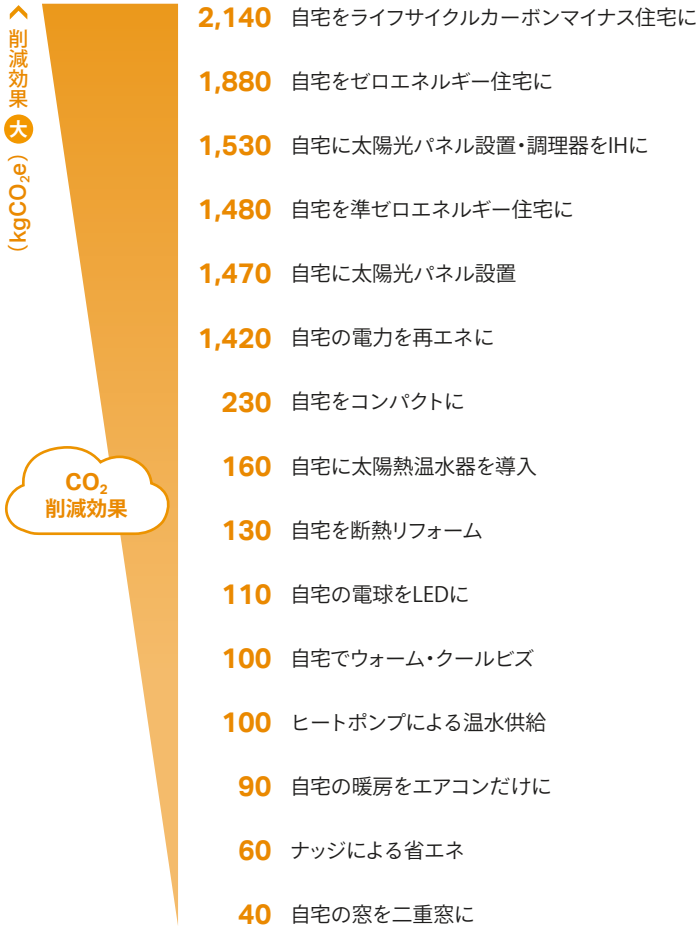 削減効果 大 (kgCO₂e)
2,140 自宅をライフサイクルカーボンマイナス住宅に
1,880 自宅をゼロエネルギー住宅に
1,530 自宅に太陽光パネル設置・調理器をIHに
1,480 自宅を準ゼロエネルギー住宅に
1,470 自宅に太陽光パネル設置
1,420 自宅の電力を再エネに
230 自宅をコンパクトに
160 自宅に太陽熱温水器を導入
CO₂
削減効果
130 自宅を断熱リフォーム
110 自宅の電球をLEDに
100 自宅でウォーム・クールビズ
100 ヒートポンプによる温水供給
90 自宅の暖房をエアコンだけに
60 ナッジによる省エネ
40 自宅の窓を二重窓に